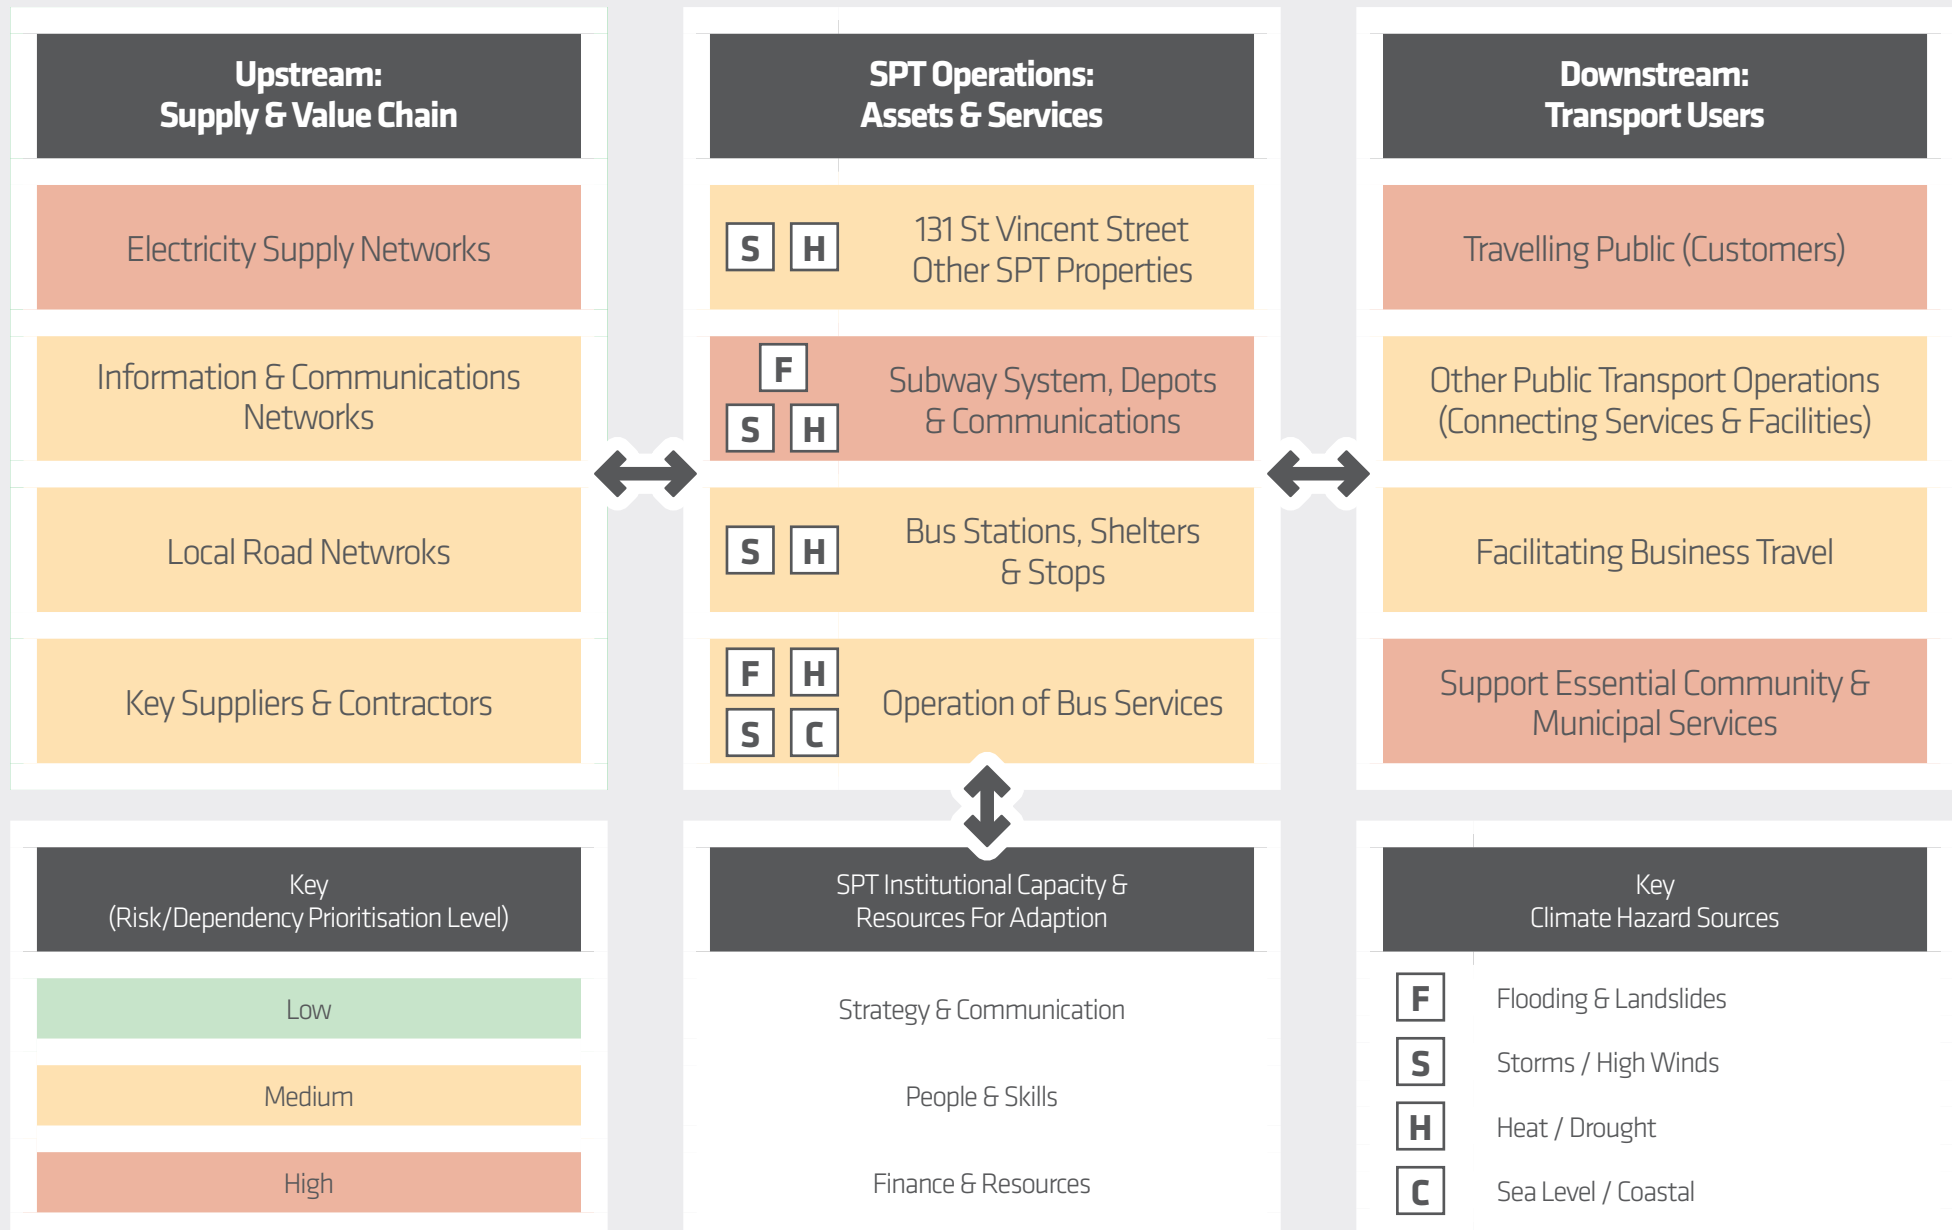 Upstream:
Supply & Value Chain
Electricity Supply Networks
Information & Communications
Networks
Local Road Netwroks
Key Suppliers & Contractors
SPT Operations:
Assets & Services
S H
131 St Vincent Street
Other SPT Properties
F
S H
Subway System, Depots
& Communications
S H
Bus Stations, Shelters
& Stops
F H
S C
Operation of Bus Services
Downstream:
Transport Users
Travelling Public (Customers)
Other Public Transport Operations
(Connecting Services & Facilities)
Facilitating Business Travel
Support Essential Community &
Municipal Services
Key
(Risk/Dependency Prioritisation Level)
Low
Medium
High
SPT Institutional Capacity &
Resources For Adaption
Strategy & Communication
People & Skills
Finance & Resources
Key
Climate Hazard Sources
F Flooding & Landslides
S Storms / High Winds
H Heat / Drought
C Sea Level / Coastal